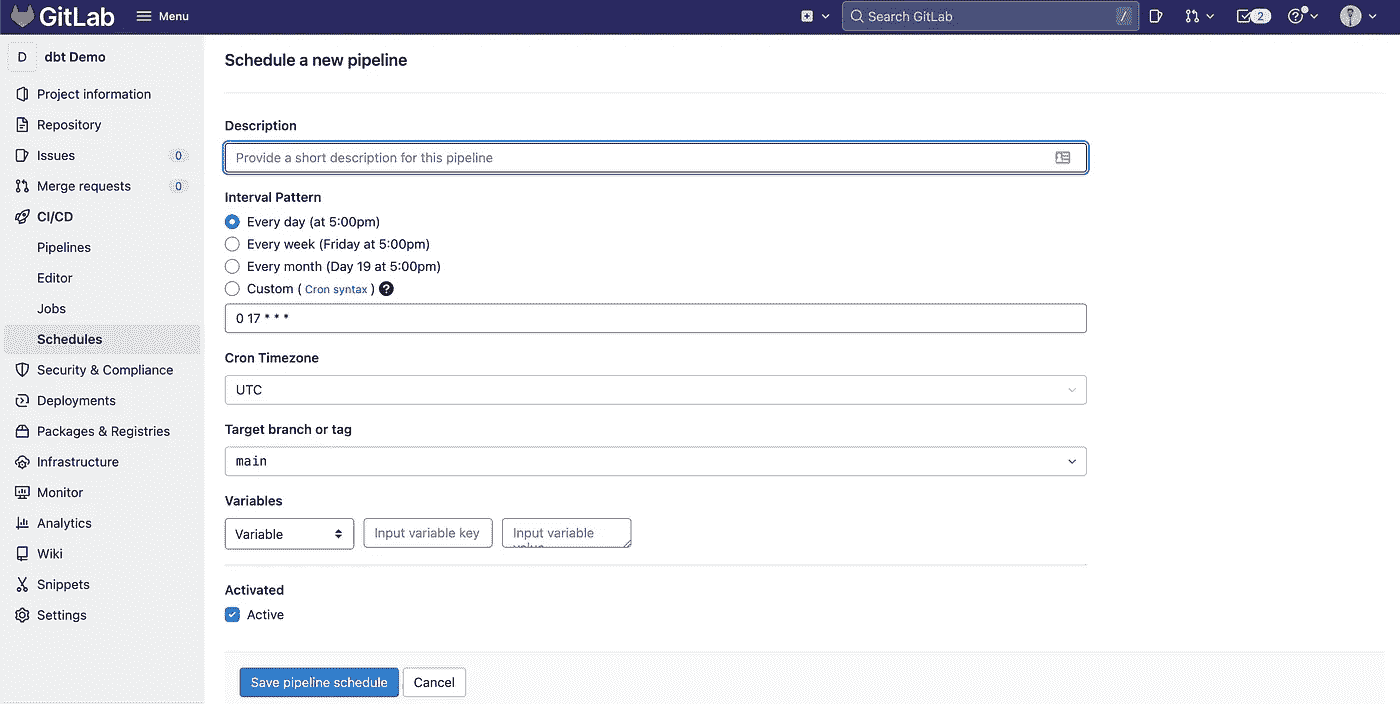 GitLab
Menu
Search GitLab
/
2
D
dbt Demo
Project information
Repository
Issues
0
Merge requests
0
CI/CD
Pipelines
Editor
Jobs
Schedules
Security & Compliance
Deployments
Packages & Registries
Infrastructure
Monitor
Analytics
Wiki
Snippets
Settings
Schedule a new pipeline
Description
Provide a short description for this pipeline
Interval Pattern
Every day (at 5:00pm)
Every week (Friday at 5:00pm)
Every month (Day 19 at 5:00pm)
Custom ( Cron syntax ) ?
0 17 * * *
Cron Timezone
UTC
Target branch or tag
main
Variables
Variable
Input variable key
Input variable
Activated
Active
Save pipeline schedule
Cancel